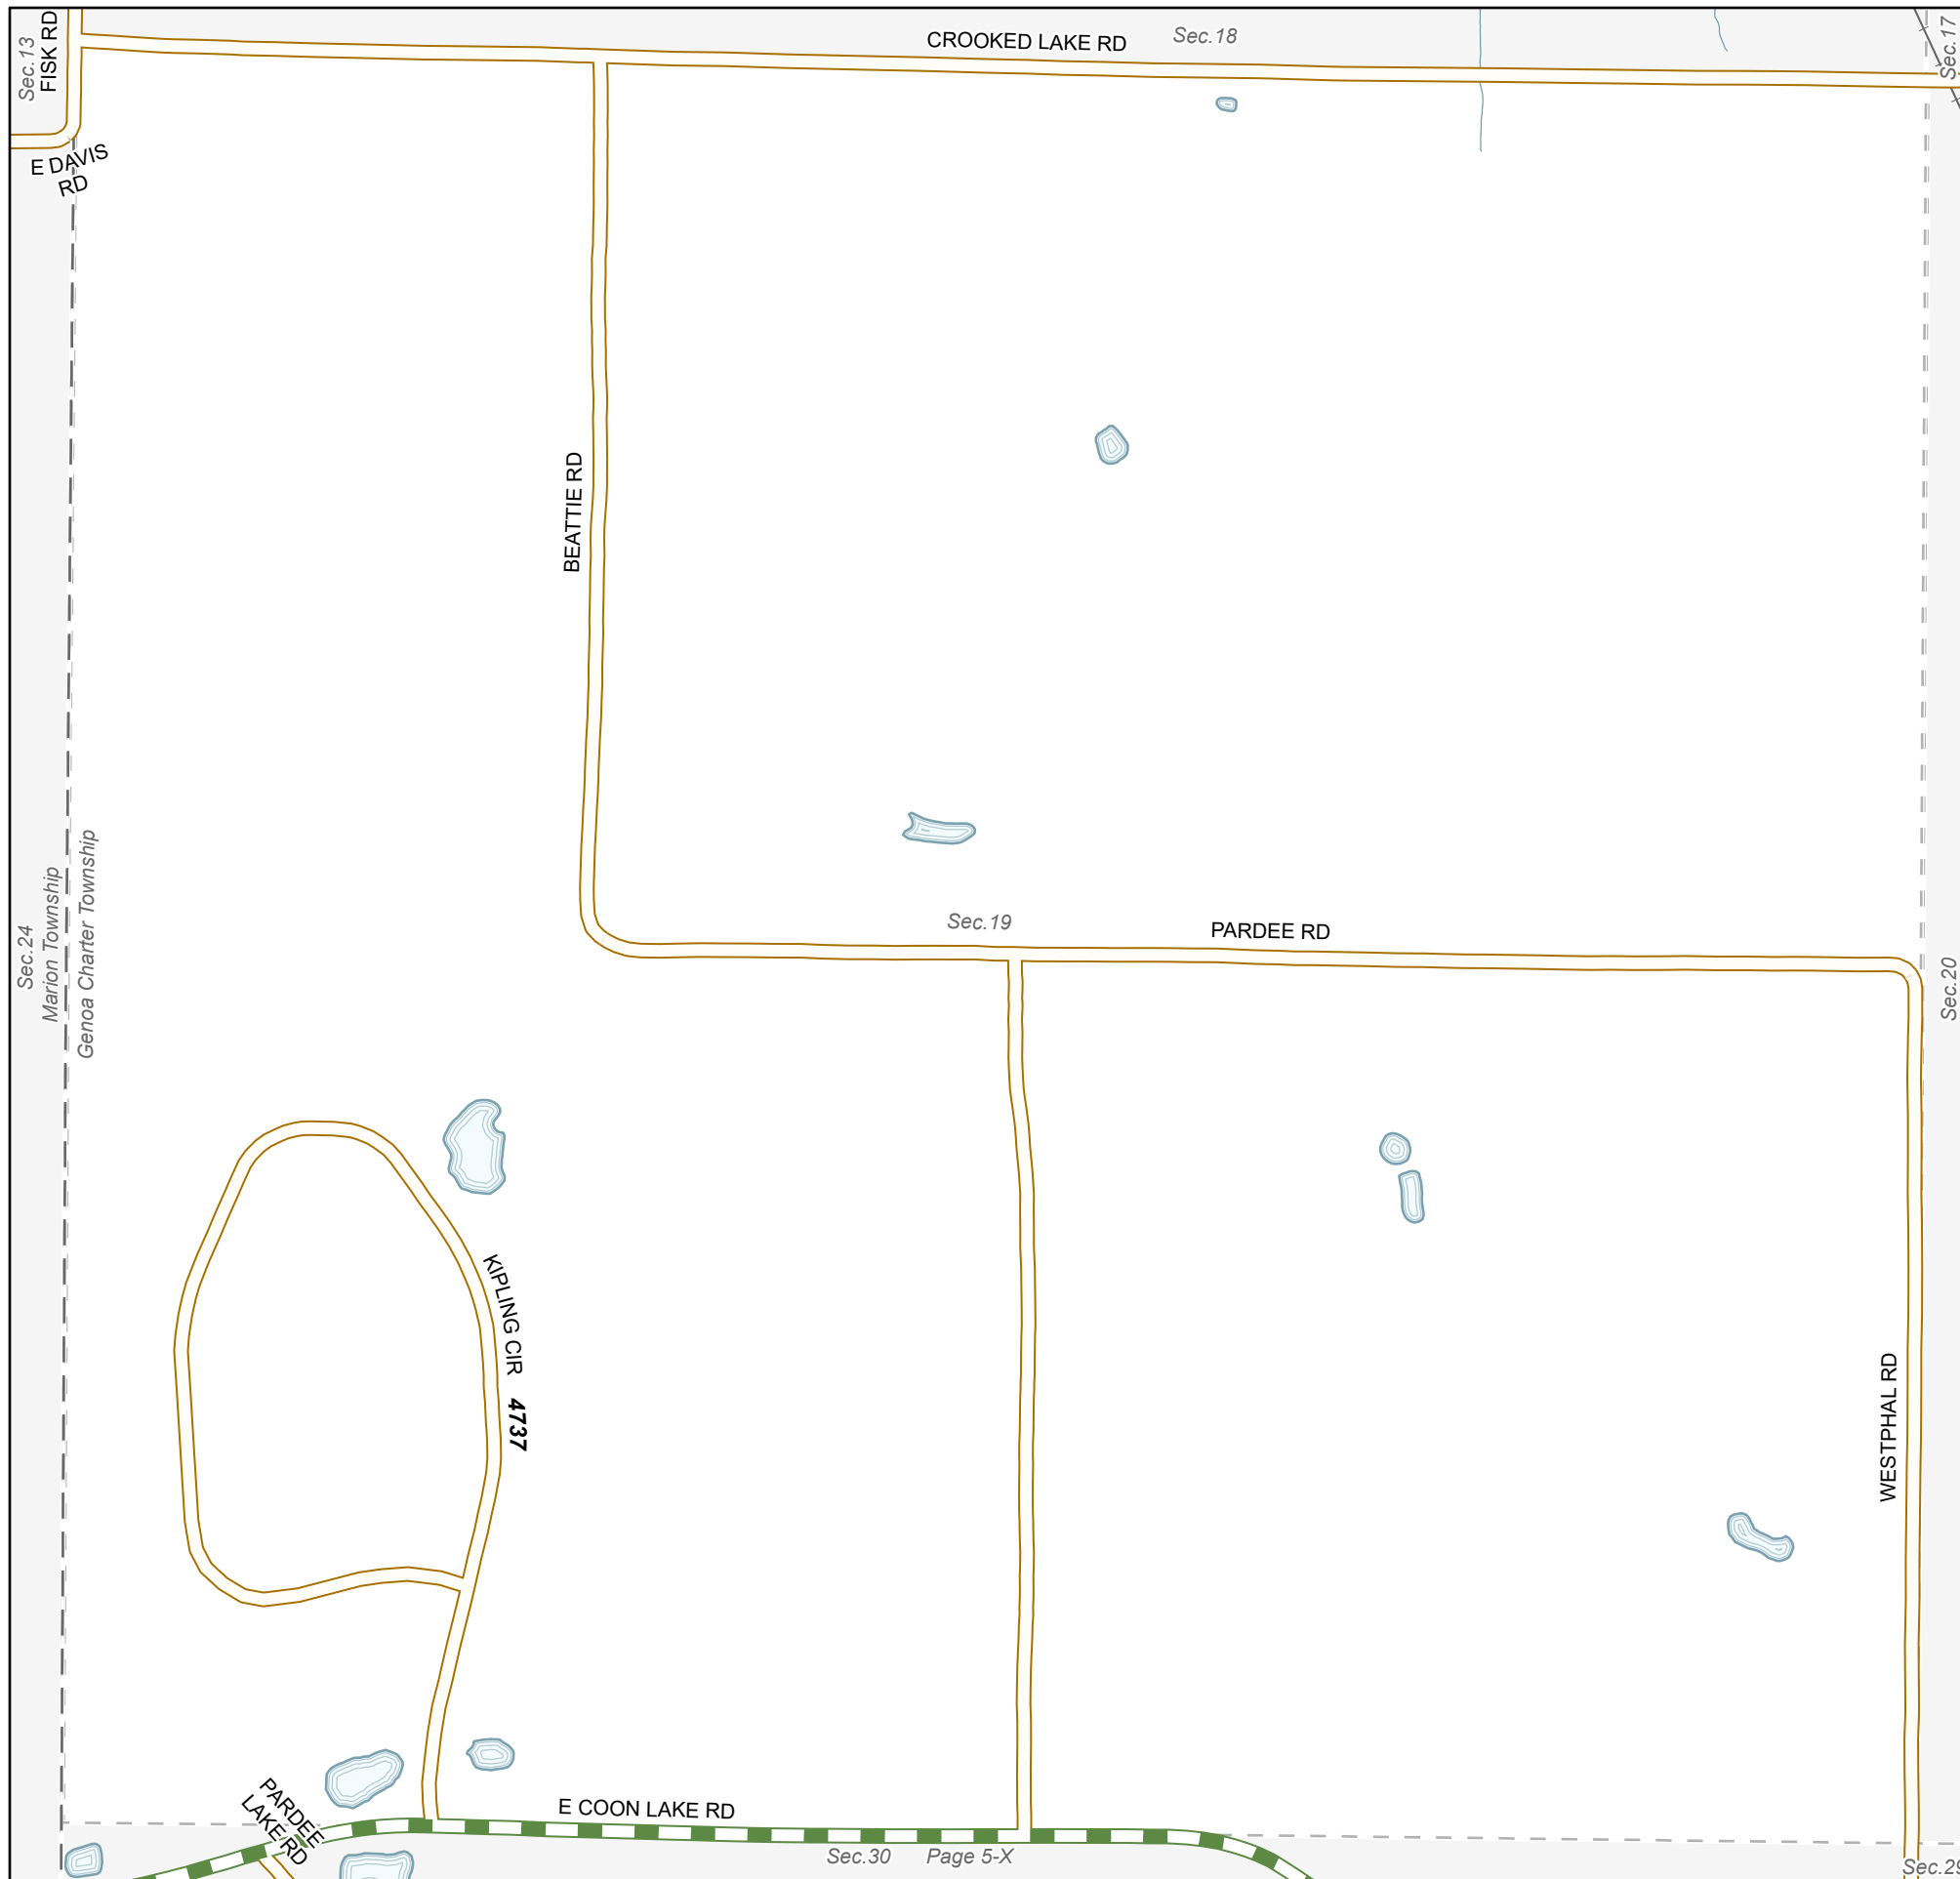 Sec.13
FISK RD
CROOKED LAKE RD
Sec.18
Sec.17
E DAVIS
RD
BEATTIE RD
Sec.24
Marion Township
Genoa Charter Township
Sec.19
PARDEE RD
Sec.20
KIPLING CIR
4737
WESTPHAL RD
PARDEE
LAKE RD
E COON LAKE RD
Sec.30
Page 5-X
Sec.29